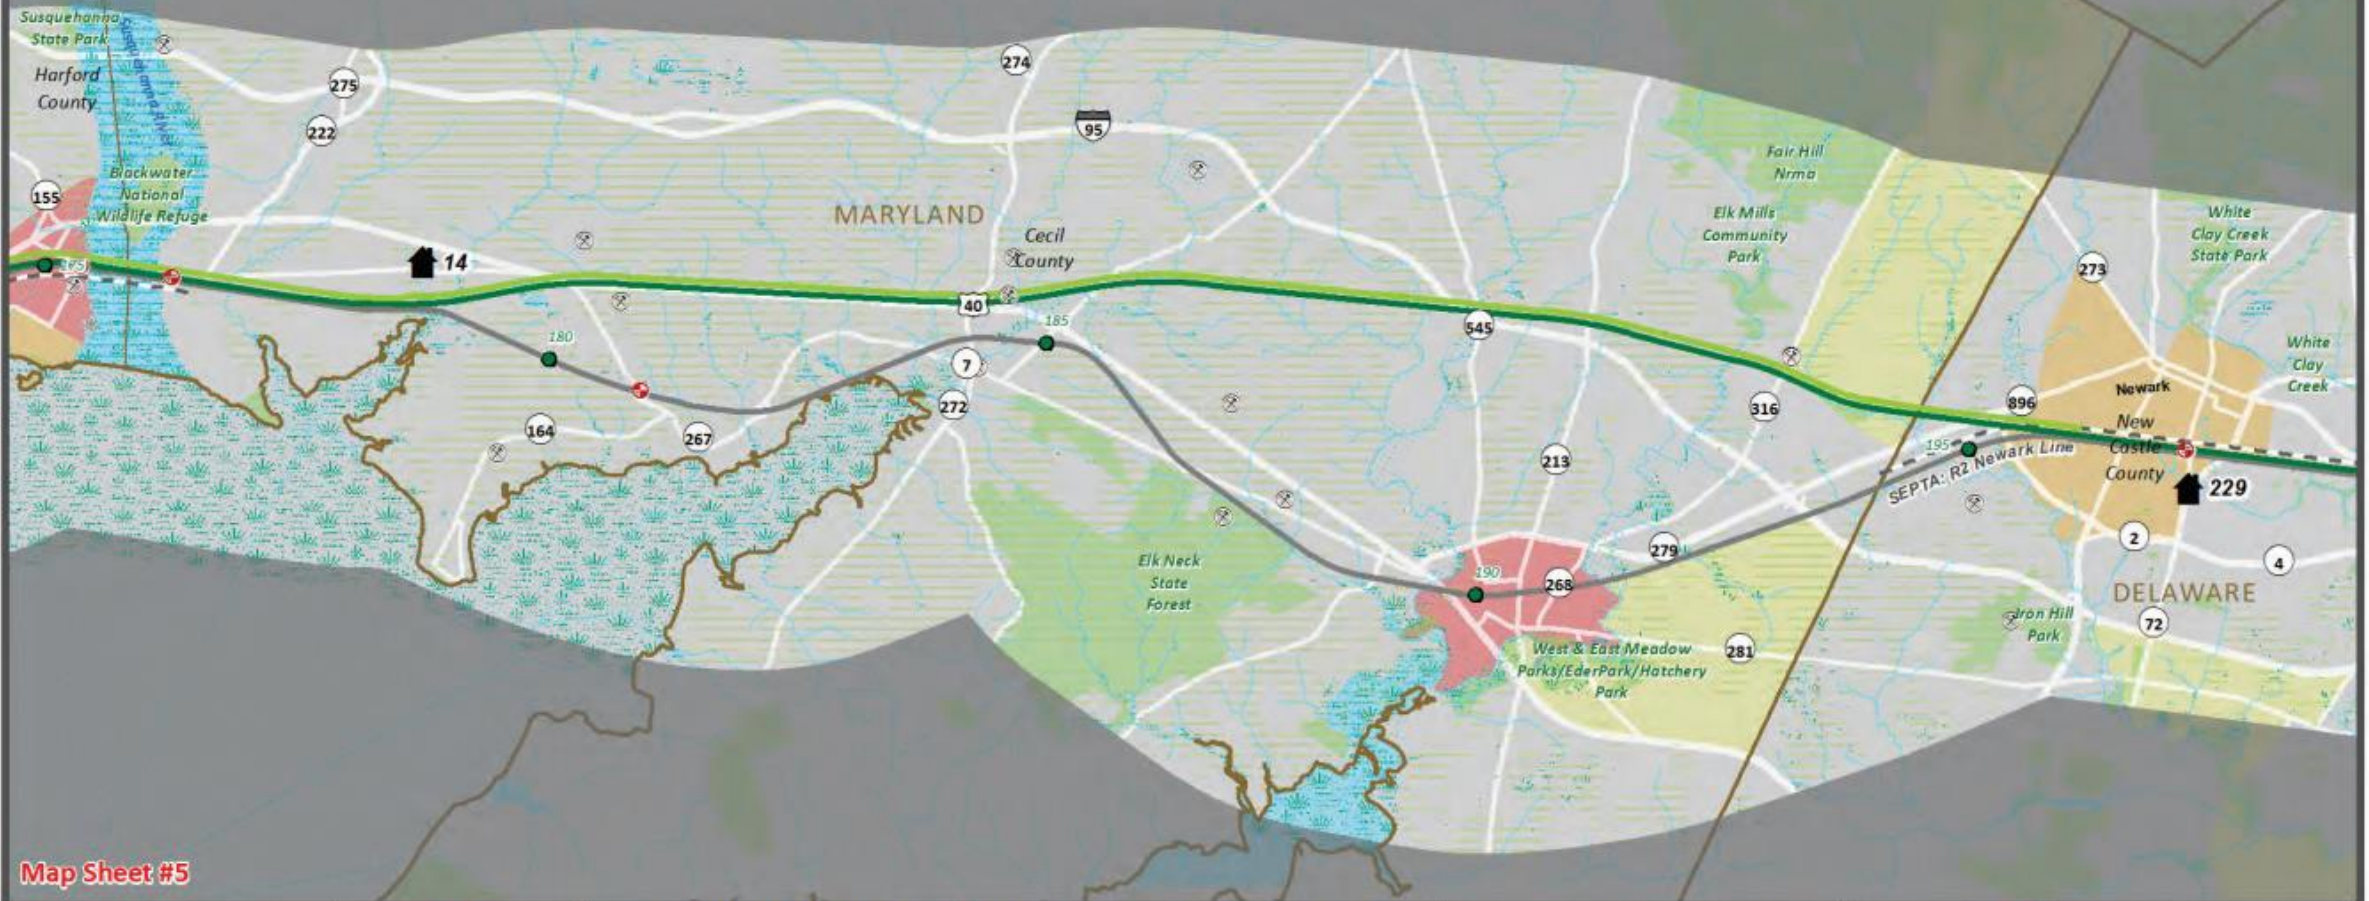 Susquehanna
State Park
Susquehanna River
Harford
County
275
222
274
95
155
Blackwater
National
Wildlife Refuge
MARYLAND
Cecil
County
Fair Hill
Nrma
Elk Mills
Community
Park
White
Clay Creek
State Park
273
175
14
40
185
545
180
7
272
164
267
316
896
Newark
White
Clay
Creek
New
Castle
County
195
SEPTA: R2 Newark Line
229
213
279
2
4
Elk Neck
State
Forest
190
268
DELAWARE
Iron Hill
Park
72
281
West & East Meadow
Parks/EderPark/Hatchery
Park
Map Sheet #5